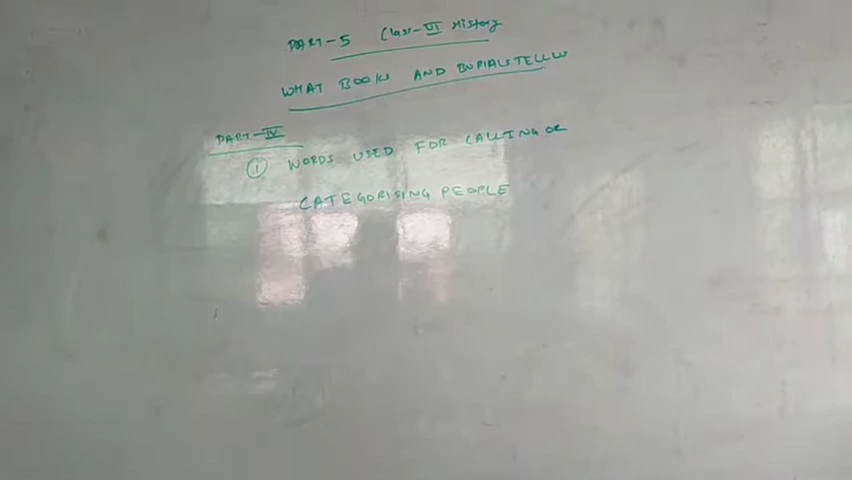 PART-5 Class-VI History
WHAT BOOKS AND BURIALS TELL US
PART-IV
① WORDS USED FOR CALLING OR
CATEGORISING PEOPLE